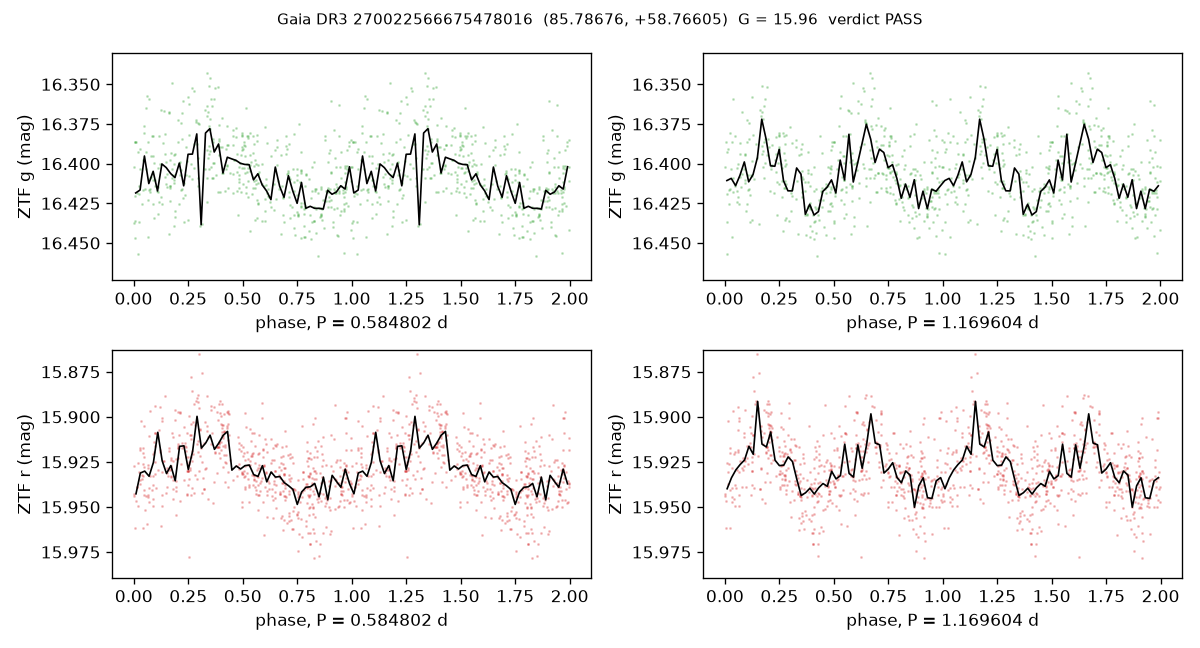 Gaia DR3 270022566675478016  (85.78676, +58.76605)  G = 15.96  verdict PASS
ZTF g (mag)
16.350
16.375
16.400
16.425
16.450
0.00 0.25 0.50 0.75 1.00 1.25 1.50 1.75 2.00
phase, P = 0.584802 d
ZTF g (mag)
16.350
16.375
16.400
16.425
16.450
0.00 0.25 0.50 0.75 1.00 1.25 1.50 1.75 2.00
phase, P = 1.169604 d
ZTF r (mag)
15.875
15.900
15.925
15.950
15.975
0.00 0.25 0.50 0.75 1.00 1.25 1.50 1.75 2.00
phase, P = 0.584802 d
ZTF r (mag)
15.875
15.900
15.925
15.950
15.975
0.00 0.25 0.50 0.75 1.00 1.25 1.50 1.75 2.00
phase, P = 1.169604 d